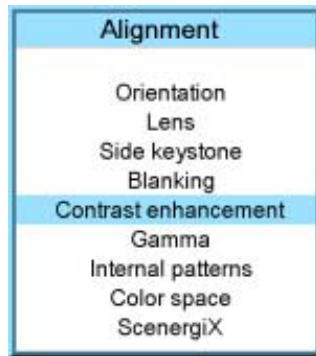 Alignment
Orientation
Lens
Side keystone
Blanking
Contrast enhancement
Gamma
Internal patterns
Color space
ScenergiX